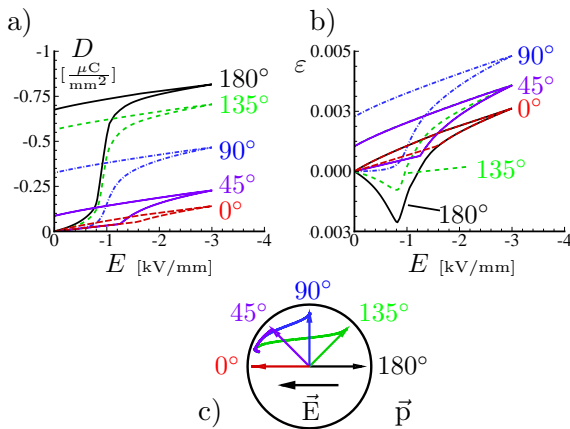 a)
D
[μC/mm²]
-1
-0.75
-0.5
-0.25
0
0 -1 -2 -3 -4
E [kV/mm]
180°
135°
90°
45°
0°
b)
ε
0.005
0.003
0.000
0.003
0 -1 -2 -3 -4
E [kV/mm]
90°
45°
0°
135°
180°
c)
90°
45°
135°
0°
180°
E⃗
p⃗